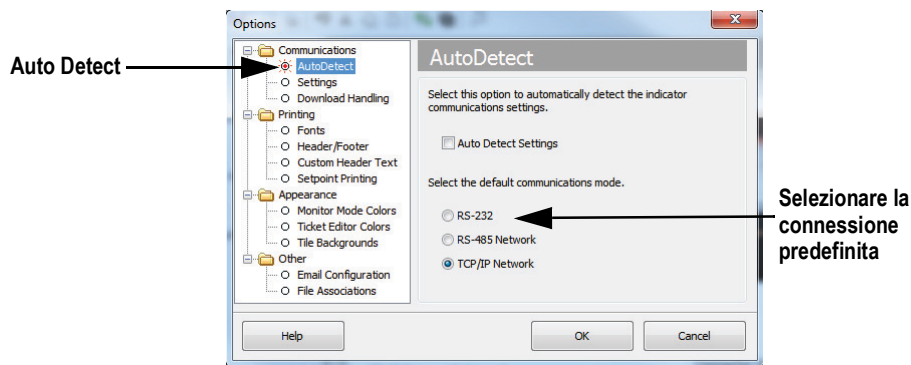 Options
Auto Detect
Communications
AutoDetect
Settings
Download Handling
Printing
Fonts
Header/Footer
Custom Header Text
Setpoint Printing
Appearance
Monitor Mode Colors
Ticket Editor Colors
Tile Backgrounds
Other
Email Configuration
File Associations
AutoDetect
Select this option to automatically detect the indicator
communications settings.
Auto Detect Settings
Select the default communications mode.
RS-232
RS-485 Network
TCP/IP Network
Selezionare la
connessione
predefinita
Help
OK
Cancel